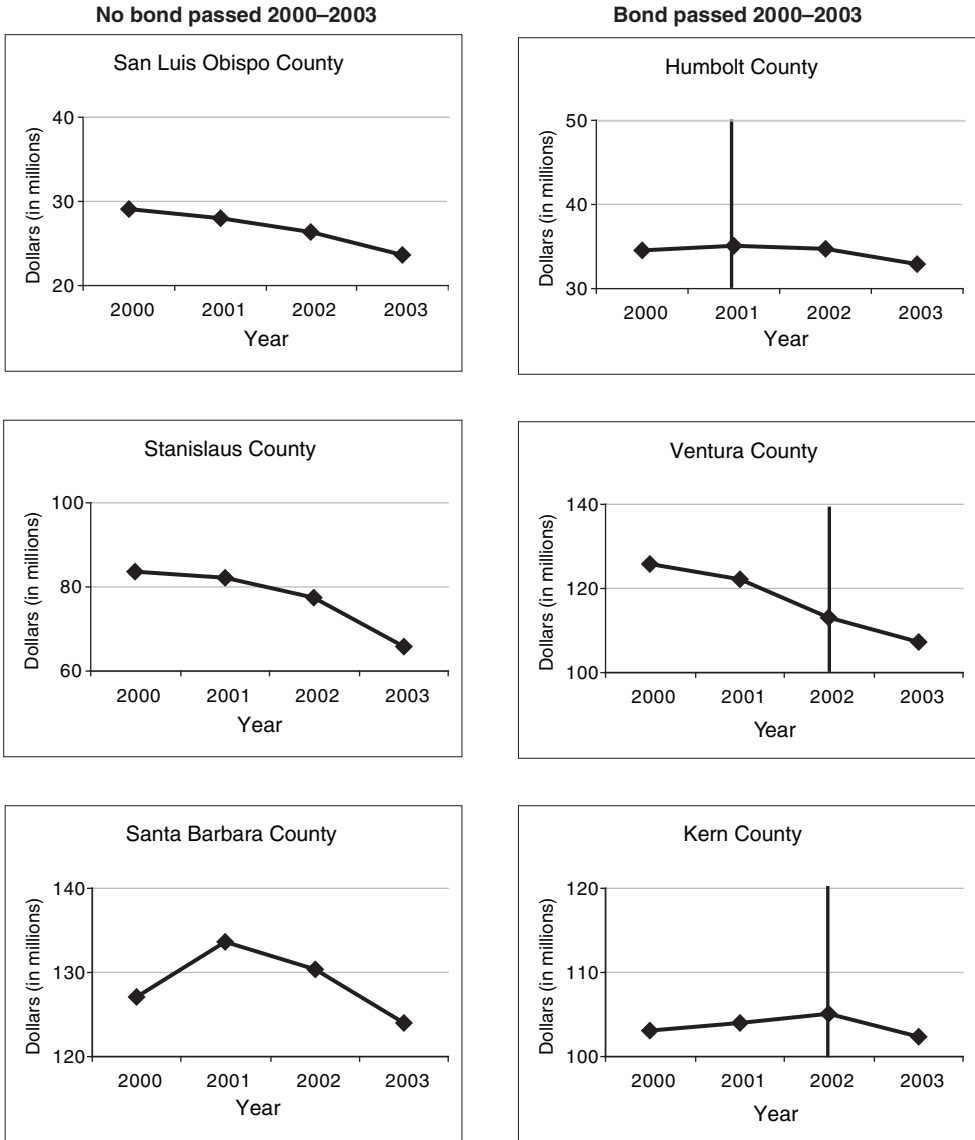 No bond passed 2000–2003
San Luis Obispo County
Dollars (in millions)
40
30
20
2000 2001 2002 2003
Year
Stanislaus County
Dollars (in millions)
100
80
60
2000 2001 2002 2003
Year
Santa Barbara County
Dollars (in millions)
140
130
120
2000 2001 2002 2003
Year
Bond passed 2000–2003
Humbolt County
Dollars (in millions)
50
40
30
2000 2001 2002 2003
Year
Ventura County
Dollars (in millions)
140
120
100
2000 2001 2002 2003
Year
Kern County
Dollars (in millions)
120
110
100
2000 2001 2002 2003
Year